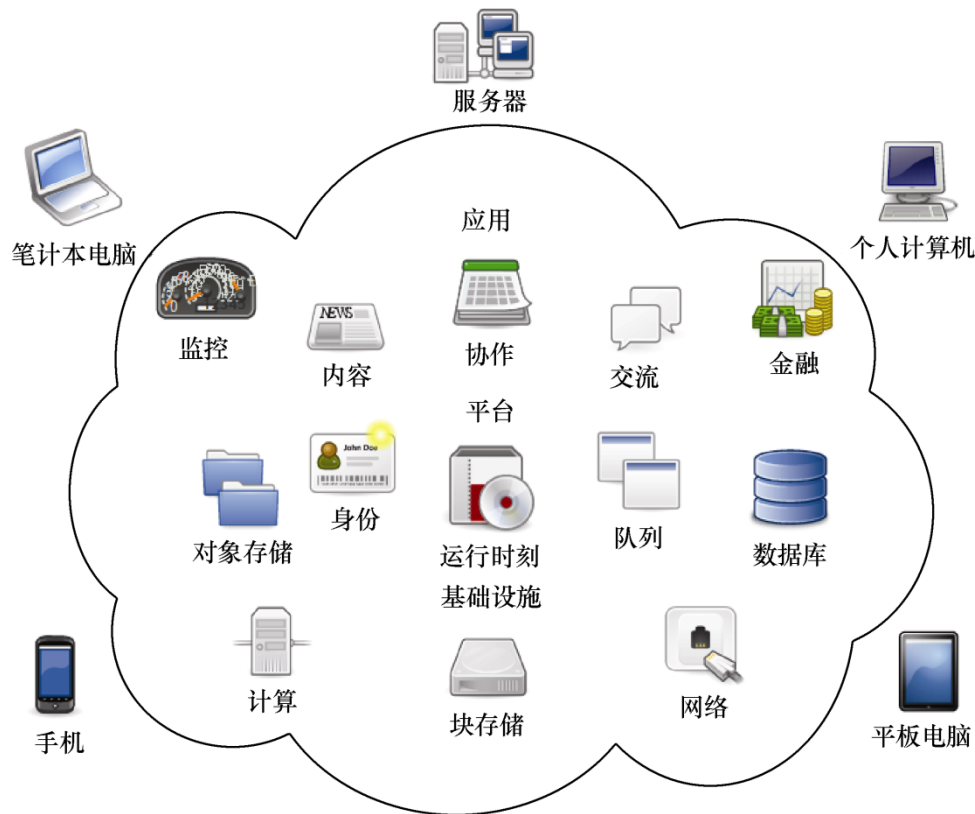 服务器
笔计本电脑
个人计算机
应用
监控
NEWS
内容
协作
交流
金融
平台
John Doe
对象存储
身份
运行时刻
队列
数据库
基础设施
计算
块存储
网络
手机
平板电脑